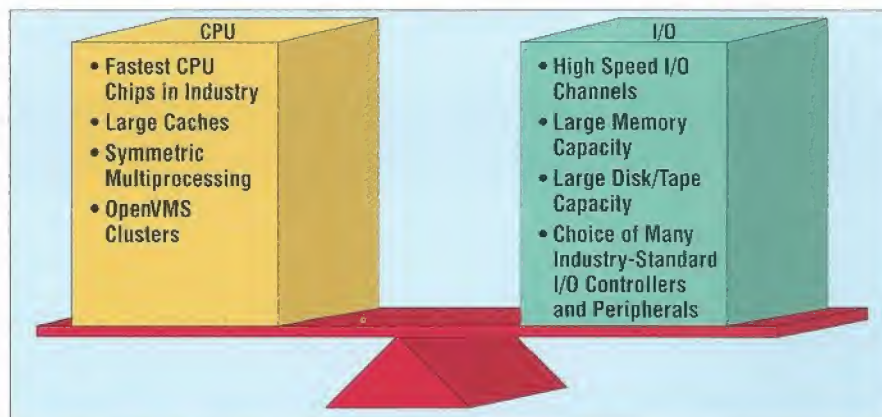 CPU
• Fastest CPU
Chips in Industry
• Large Caches
• Symmetric
Multiprocessing
• OpenVMS
Clusters
I/O
• High Speed I/O
Channels
• Large Memory
Capacity
• Large Disk/Tape
Capacity
• Choice of Many
Industry-Standard
I/O Controllers
and Peripherals